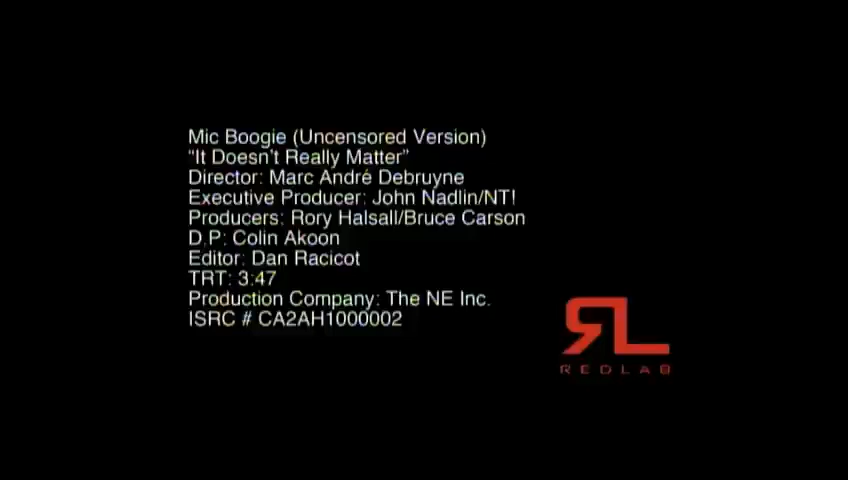 Mic Boogie (Uncensored Version)
“It Doesn't Really Matter”
Director: Marc André Debruyne
Executive Producer: John Nadlin/NT!
Producers: Rory Halsall/Bruce Carson
D.P: Colin Akoon
Editor: Dan Racicot
TRT: 3:47
Production Company: The NE Inc.
ISRC # CA2AH1000002
RL
REDLAB